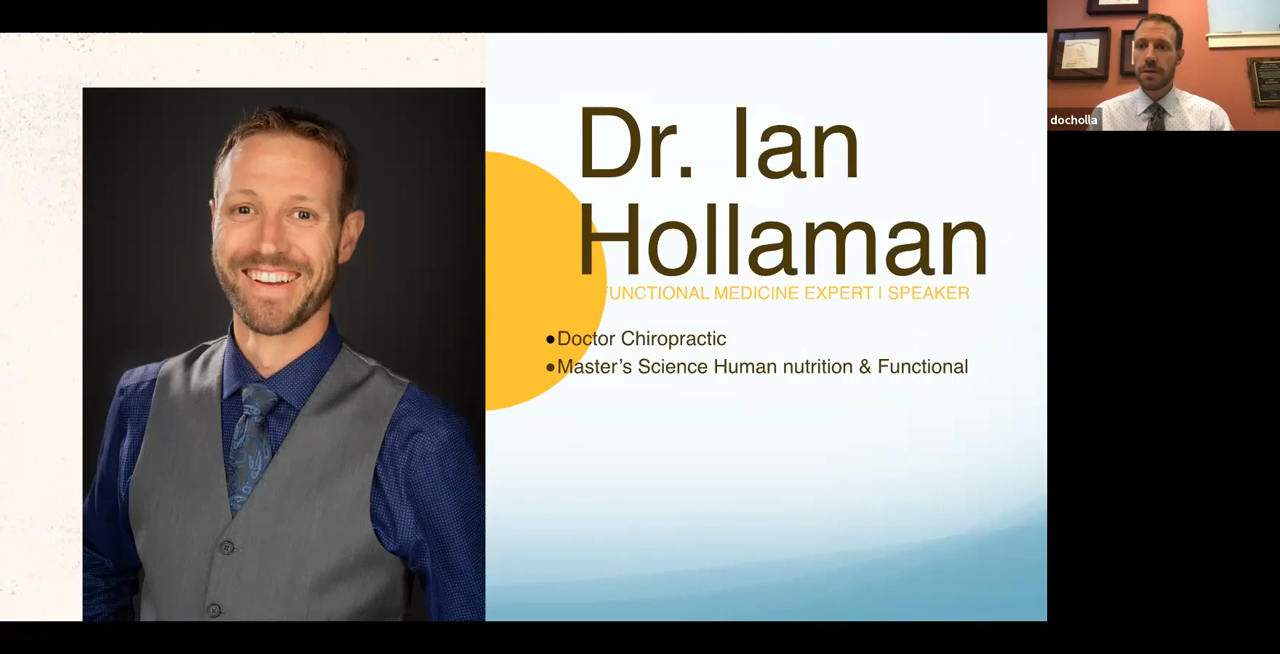 Dr. Ian
Hollaman
FUNCTIONAL MEDICINE EXPERT I SPEAKER
●Doctor Chiropractic
●Master's Science Human nutrition & Functional
docholla